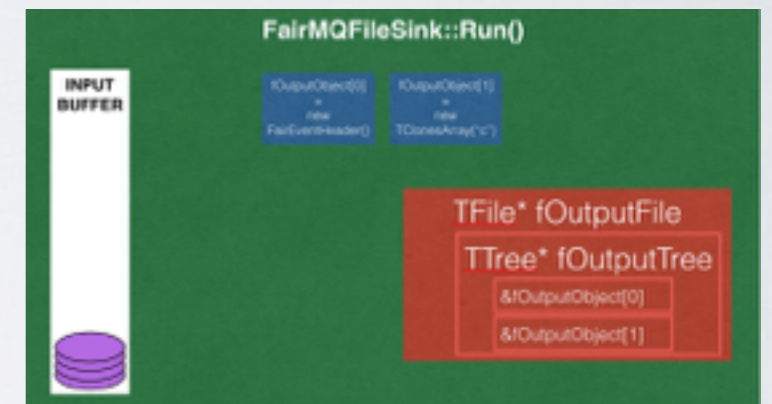 FairMQFileSink::Run()
INPUT
BUFFER
fOutputObject[0]
=
new
FairEventHeader()
fOutputObject[1]
=
new
TClonesArray("c")
TFile* fOutputFile
TTree* fOutputTree
&fOutputObject[0]
&fOutputObject[1]